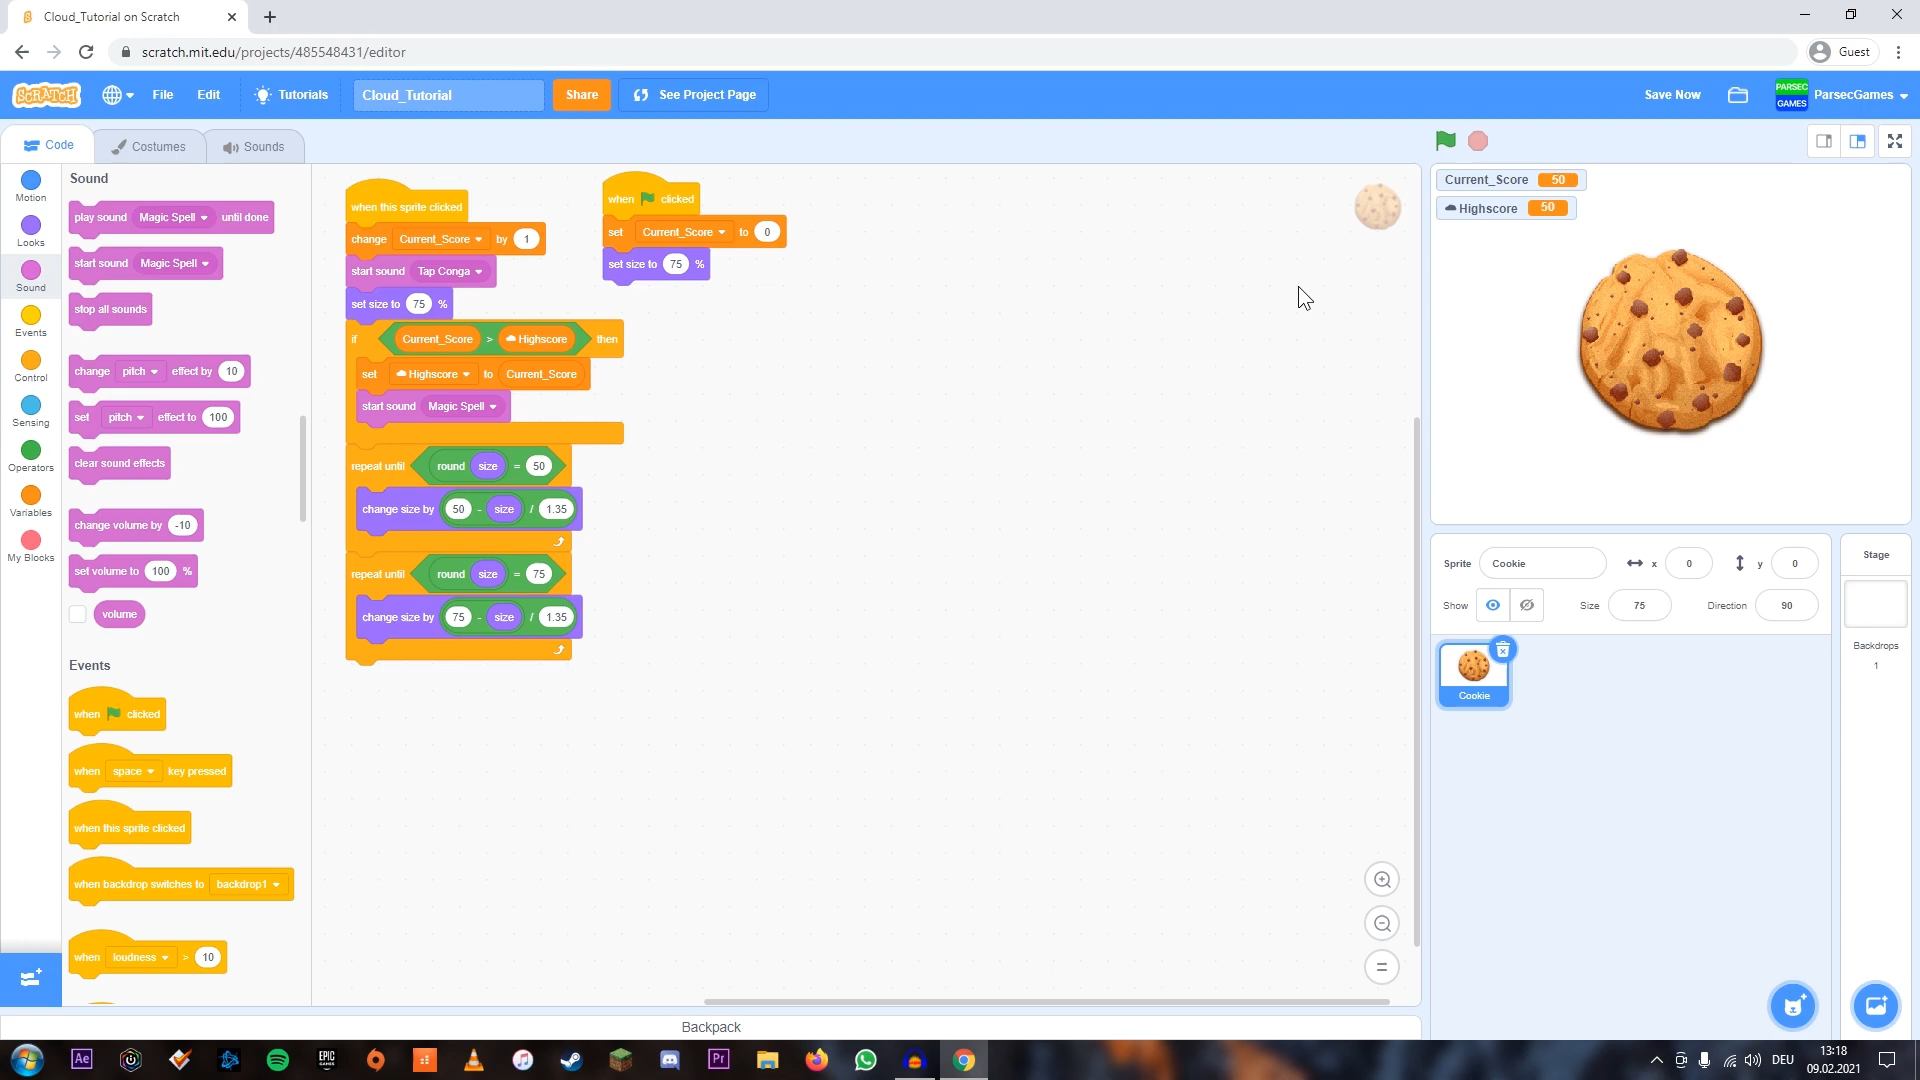 Cloud_Tutorial on Scratch
scratch.mit.edu/projects/485548431/editor
Guest
SCRATCH
File
Edit
Tutorials
Cloud_Tutorial
Share
See Project Page
Save Now
PARSEC GAMES
ParsecGames
Code
Costumes
Sounds
Motion
Looks
Sound
Events
Control
Sensing
Operators
Variables
My Blocks
Sound
play sound Magic Spell until done
start sound Magic Spell
stop all sounds
change pitch effect by 10
set pitch effect to 100
clear sound effects
change volume by -10
set volume to 100 %
volume
Events
when clicked
when space key pressed
when this sprite clicked
when backdrop switches to backdrop1
when loudness > 10
when this sprite clicked
change Current_Score by 1
start sound Tap Conga
set size to 75 %
if Current_Score > Highscore then
set Highscore to Current_Score
start sound Magic Spell
repeat until round size = 50
change size by 50 - size / 1.35
repeat until round size = 75
change size by 75 - size / 1.35
when clicked
set Current_Score to 0
set size to 75 %
Current_Score 50
Highscore 50
Sprite Cookie x 0 y 0
Show Size 75 Direction 90
Cookie
Stage
Backdrops
1
Backpack
Ae
EPIC GAMES
Pr
DEU
13:18
09.02.2021